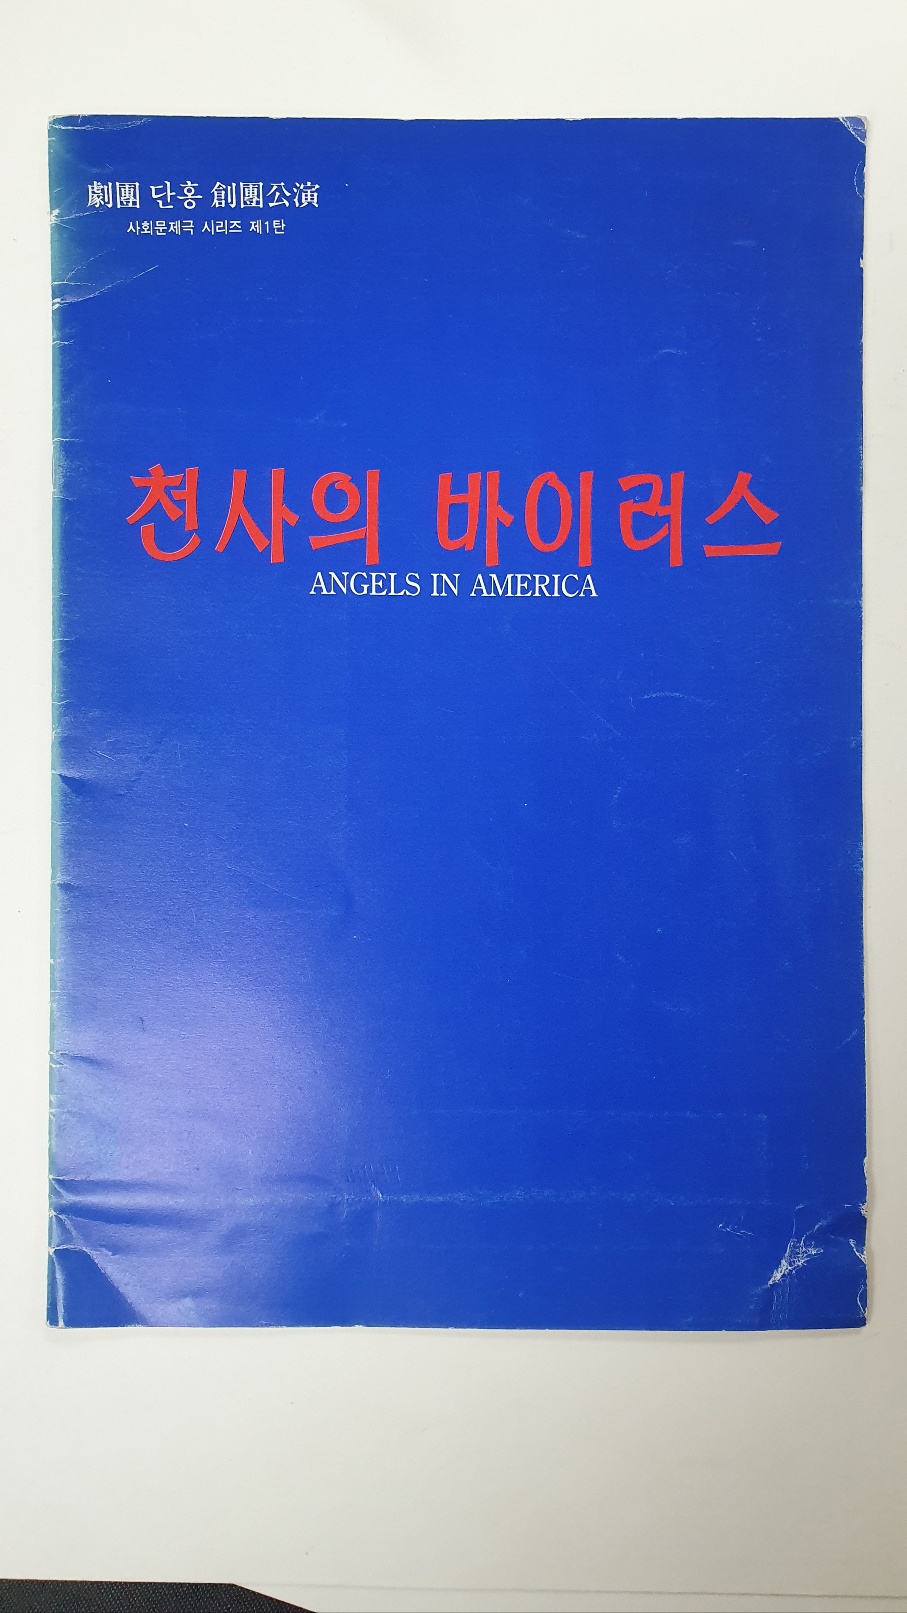 劇團 단홍 創團公演
사회문제극 시리즈 제1탄
천사의 바이러스
ANGELS IN AMERICA